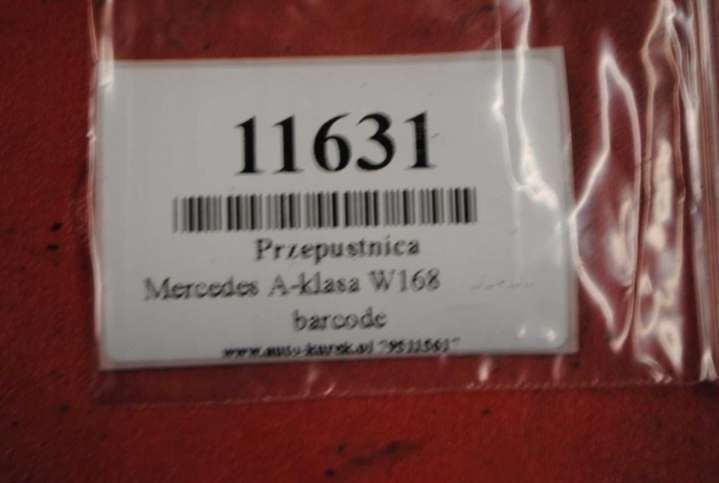 11631
Przepustnica
Mercedes A-klasa W168
barcode